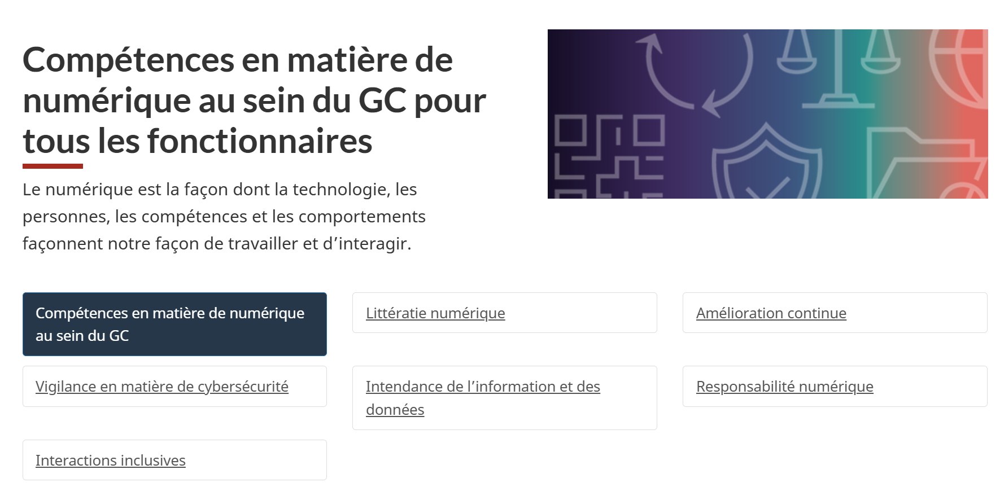 Compétences en matière de
numérique au sein du GC pour
tous les fonctionnaires
Le numérique est la façon dont la technologie, les
personnes, les compétences et les comportements
façonnent notre façon de travailler et d’interagir.
Compétences en matière de numérique
au sein du GC
Littératie numérique
Amélioration continue
Vigilance en matière de cybersécurité
Intendance de l’information et des
données
Responsabilité numérique
Interactions inclusives